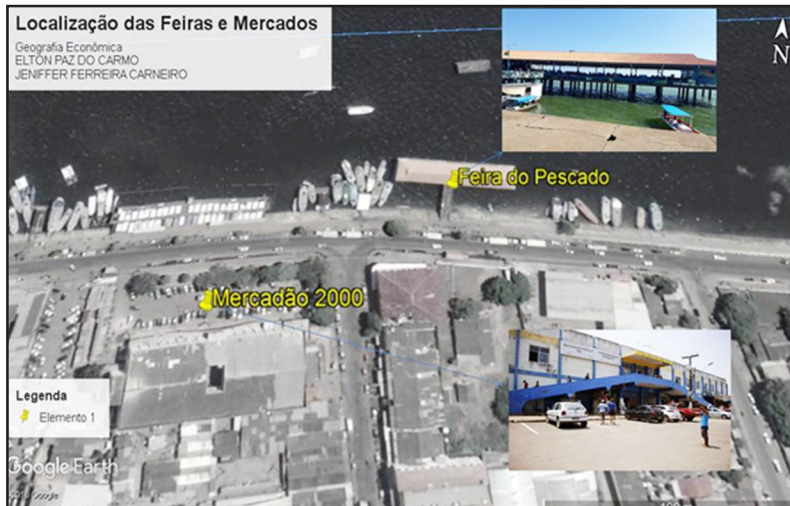 Localização das Feiras e Mercados
Geografia Econômica
ELTON PAZ DO CARMO
JENIFFER FERREIRA CARNEIRO
N
Feira do Pescado
Mercadão 2000
Legenda
Elemento 1
Google Earth